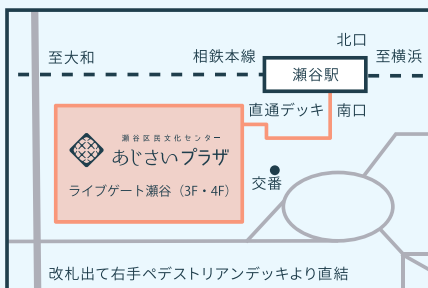 北口
至大和
相鉄本線
瀬谷駅
至横浜
直通デッキ
南口
瀬谷区民文化センター
あじさいプラザ
ライブゲート瀬谷（3F・4F）
交番
改札出て右手ペデストリアンデッキより直結